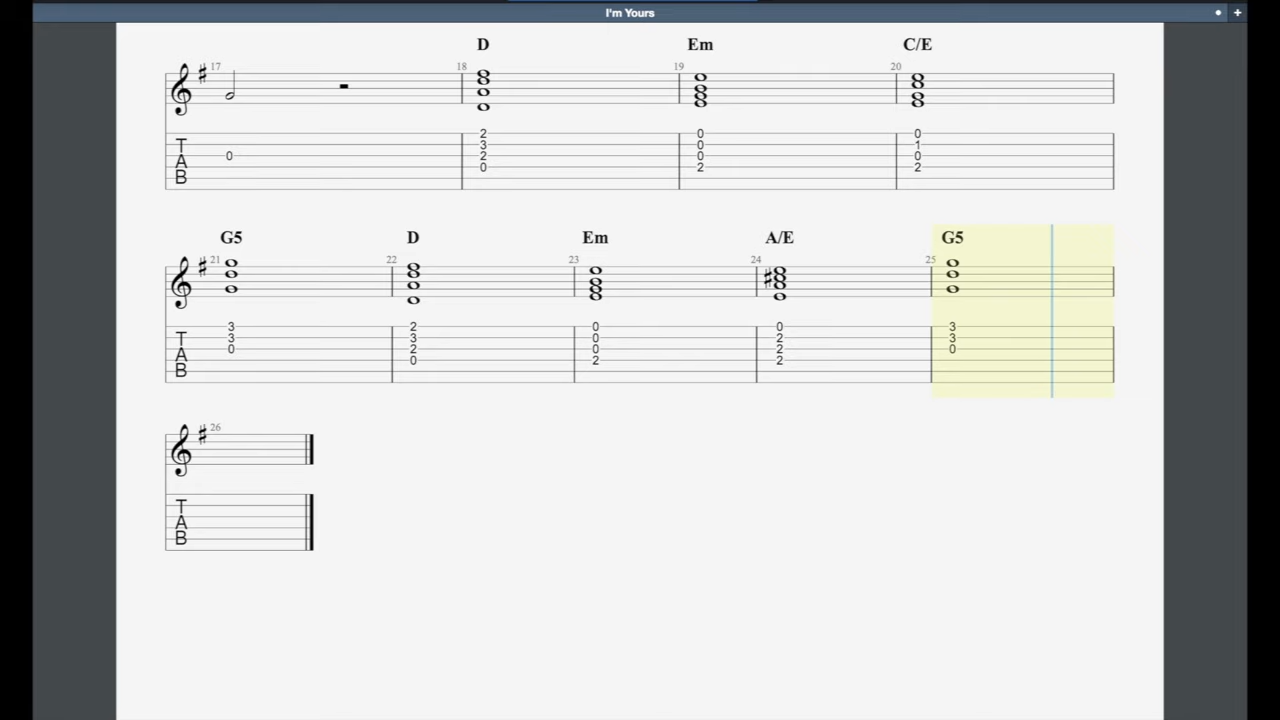 I'm Yours
D Em C/E
17 18 19 20
T 2 0 0
A 3 0 1
B 0 2 0 0
0 2 2
G5 D Em A/E G5
21 22 23 24 25
T 3 2 0 0 3
A 3 3 0 2 3
B 0 2 0 2 0
0 2 2
26
T
A
B